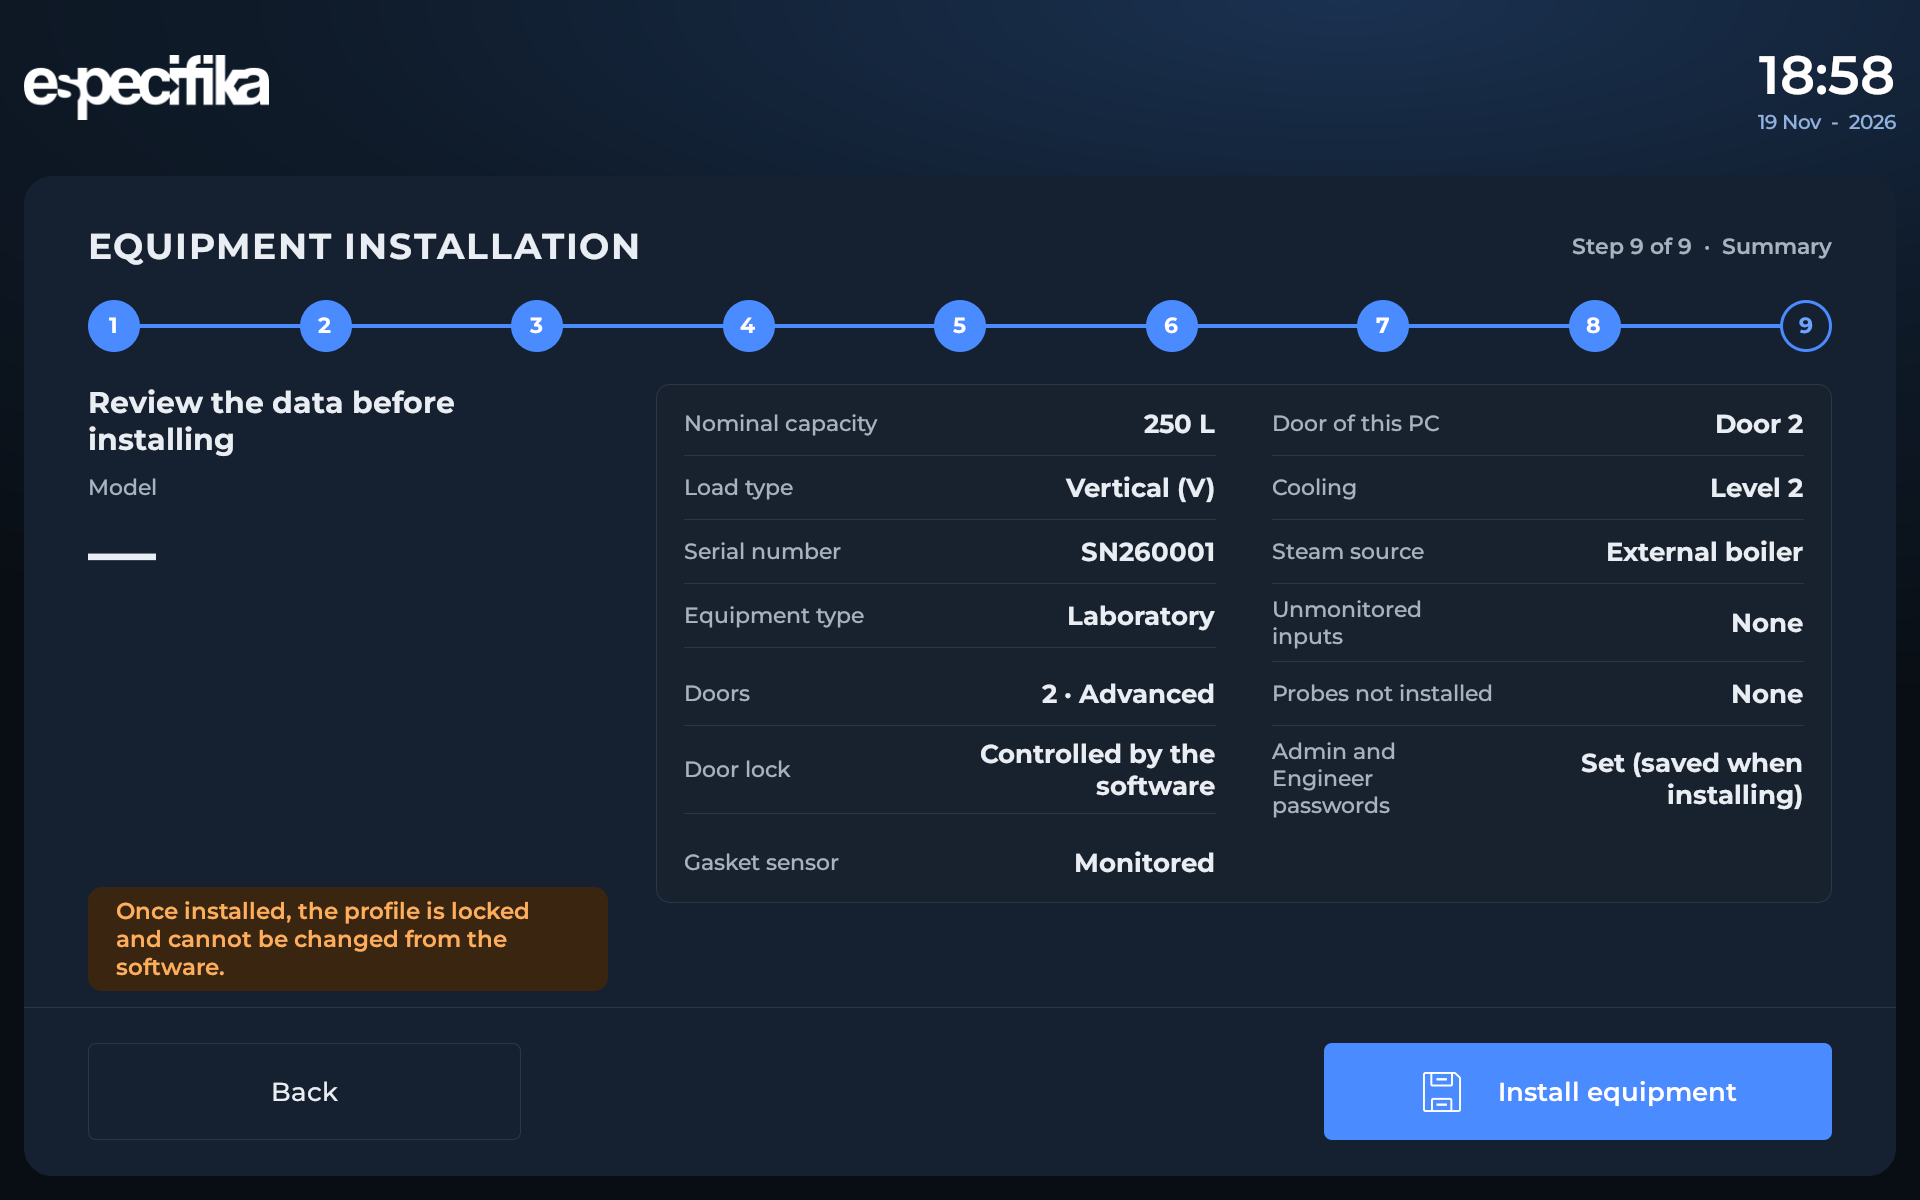 especifika
18:58
19 Nov - 2026
EQUIPMENT INSTALLATION
Step 9 of 9 · Summary
1 2 3 4 5 6 7 8 9
Review the data before
installing
Model
—
Nominal capacity 250 L
Load type Vertical (V)
Serial number SN260001
Equipment type Laboratory
Doors 2 · Advanced
Door lock Controlled by the
software
Gasket sensor Monitored
Door of this PC Door 2
Cooling Level 2
Steam source External boiler
Unmonitored
inputs
None
Probes not installed None
Admin and
Engineer
passwords
Set (saved when
installing)
Once installed, the profile is locked
and cannot be changed from the
software.
Back
Install equipment